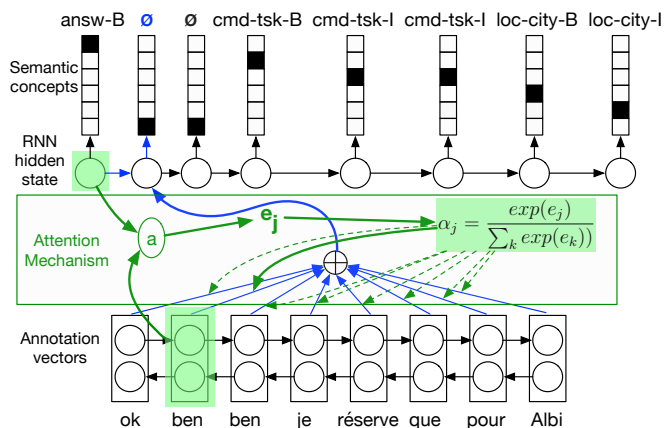 answ-B ø ø cmd-tsk-B cmd-tsk-I cmd-tsk-I loc-city-B loc-city-I
Semantic
concepts
RNN
hidden
state
Attention
Mechanism
a
e_j
α_j = exp(e_j) / ∑_k exp(e_k))
Annotation
vectors
ok ben ben je réserve que pour Albi